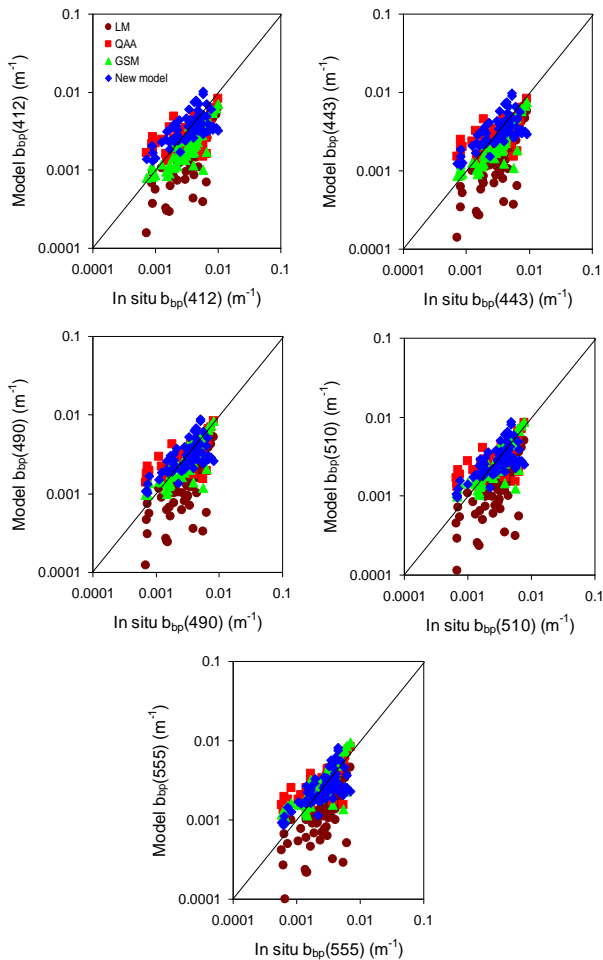 0.1
LM
QAA
GSM
New model
0.01
0.001
0.0001
0.0001 0.001 0.01 0.1
Model b_bp(412) (m^-1)
In situ b_bp(412) (m^-1)
0.1
0.01
0.001
0.0001
0.0001 0.001 0.01 0.1
Model b_bp(443) (m^-1)
In situ b_bp(443) (m^-1)
0.1
0.01
0.001
0.0001
0.0001 0.001 0.01 0.1
Model b_bp(490) (m^-1)
In situ b_bp(490) (m^-1)
0.1
0.01
0.001
0.0001
0.0001 0.001 0.01 0.1
Model b_bp(510) (m^-1)
In situ b_bp(510) (m^-1)
0.1
0.01
0.001
0.0001
0.0001 0.001 0.01 0.1
Model b_bp(555) (m^-1)
In situ b_bp(555) (m^-1)